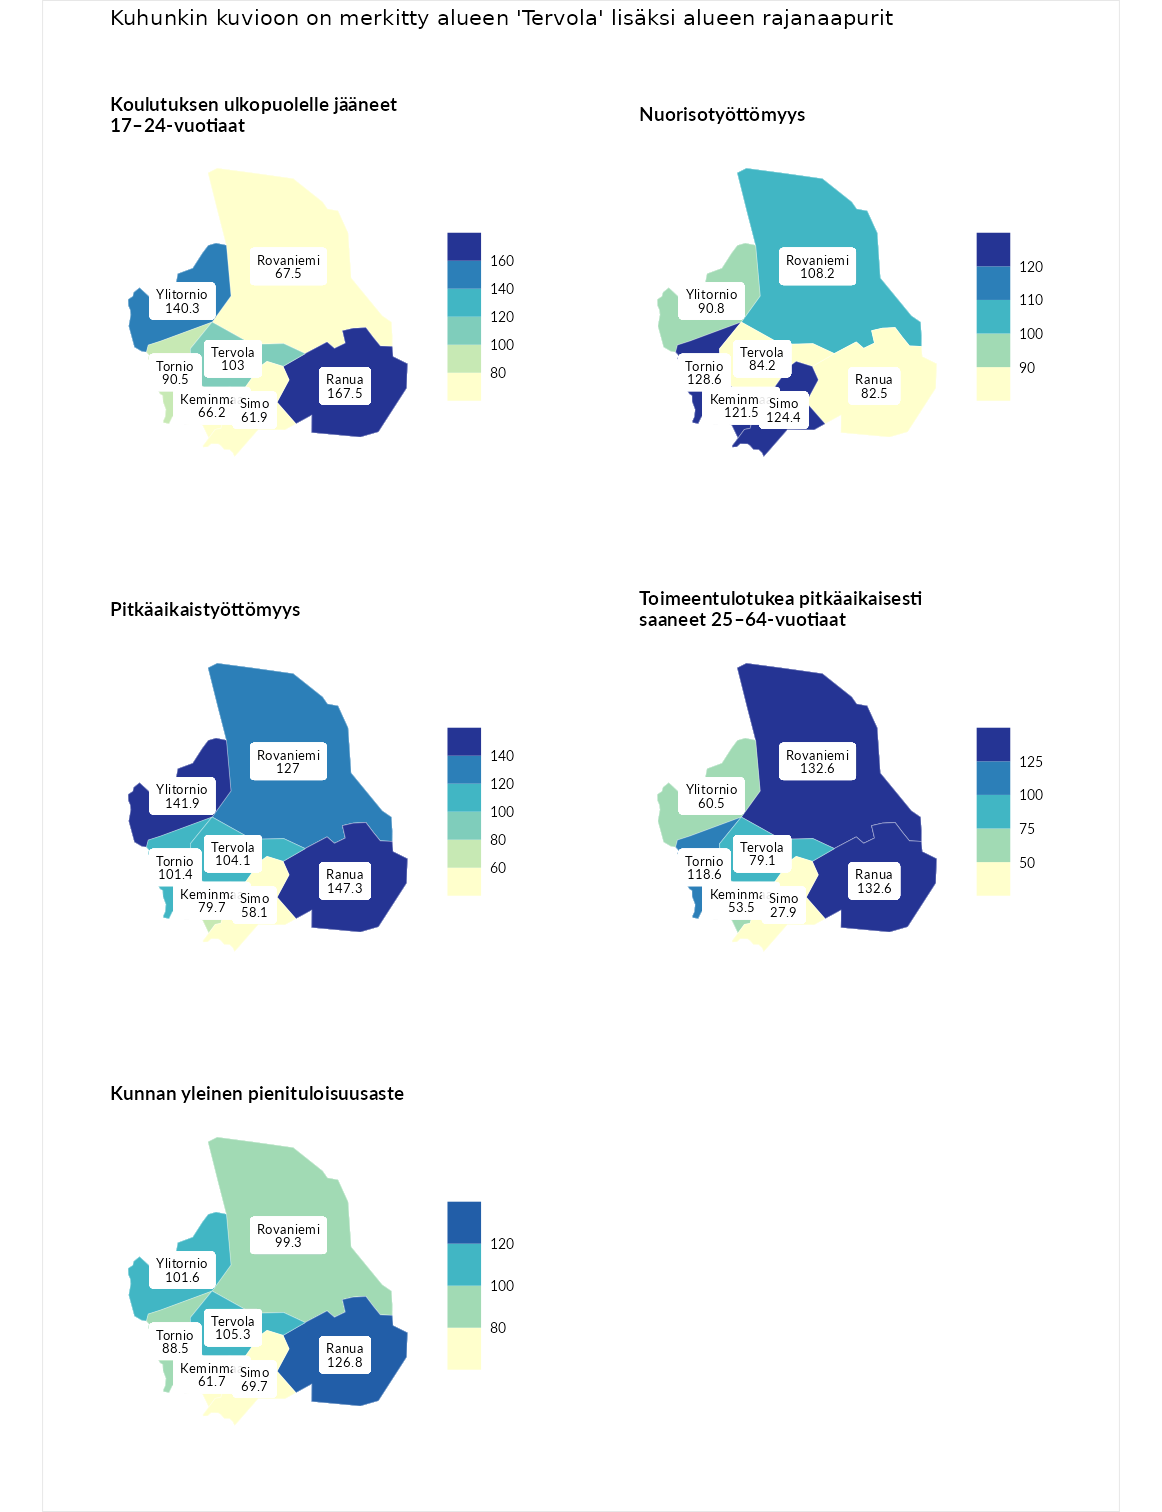 Kuhunkin kuvioon on merkitty alueen 'Tervola' lisäksi alueen rajanaapurit
Koulutuksen ulkopuolelle jääneet
17–24-vuotiaat
Rovaniemi
67.5
Ylitornio
140.3
Tervola
103
Tornio
90.5
Ranua
167.5
66.2
Simo
61.9
160
140
120
100
80
Nuorisotyöttömyys
Rovaniemi
108.2
Ylitornio
90.8
Tervola
84.2
Tornio
128.6
Ranua
82.5
121.5
Simo
124.4
120
110
100
90
Pitkäaikaistyöttömyys
Rovaniemi
127
Ylitornio
141.9
Tervola
104.1
Tornio
101.4
Ranua
147.3
79.7
Simo
58.1
140
120
100
80
60
Toimeentulotukea pitkäaikaisesti
saaneet 25–64-vuotiaat
Rovaniemi
132.6
Ylitornio
60.5
Tervola
79.1
Tornio
118.6
Ranua
132.6
53.5
Simo
27.9
125
100
75
50
Kunnan yleinen pienituloisuusaste
Rovaniemi
99.3
Ylitornio
101.6
Tervola
105.3
Tornio
88.5
Ranua
126.8
61.7
Simo
69.7
120
100
80